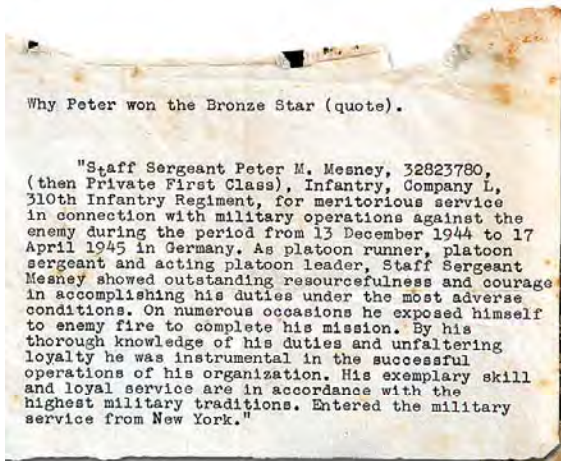 Why Peter won the Bronze Star (quote).
"Staff Sergeant Peter M. Mesney, 32823780,
(then Private First Class), Infantry, Company L,
310th Infantry Regiment, for meritorious service
in connection with military operations against the
enemy during the period from 13 December 1944 to 17
April 1945 in Germany. As platoon runner, platoon
sergeant and acting platoon leader, Staff Sergeant
Mesney showed outstanding resourcefulness and courage
in accomplishing his duties under the most adverse
conditions. On numerous occasions he exposed himself
to enemy fire to complete his mission. By his
thorough knowledge of his duties and unfaltering
loyalty he was instrumental in the successful
operations of his organization. His exemplary skill
and loyal service are in accordance with the
highest military traditions. Entered the military
service from New York."